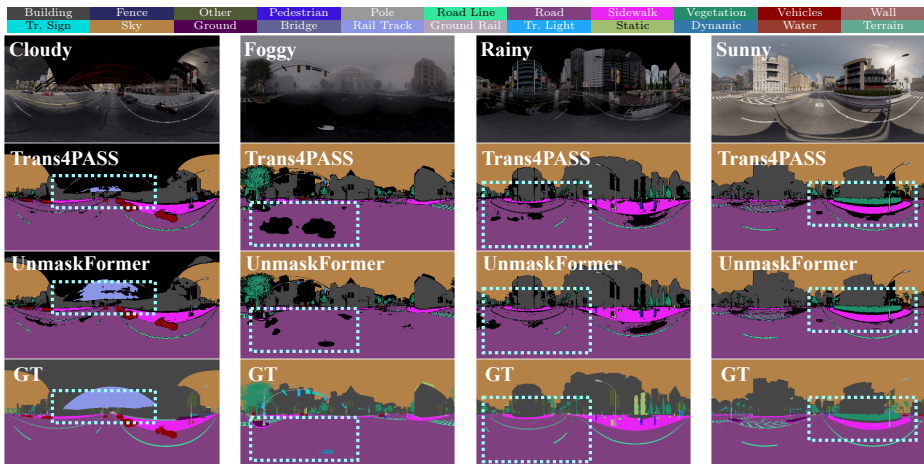 Building Fence Other Pedestrian Pole Road Line Road Sidewalk Vegetation Vehicles Wall
Tr. Sign Sky Ground Bridge Rail Track Ground Rail Tr. Light Static Dynamic Water Terrain
Cloudy Foggy Rainy Sunny
Trans4PASS Trans4PASS Trans4PASS Trans4PASS
UnmaskFormer UnmaskFormer UnmaskFormer UnmaskFormer
GT GT GT GT